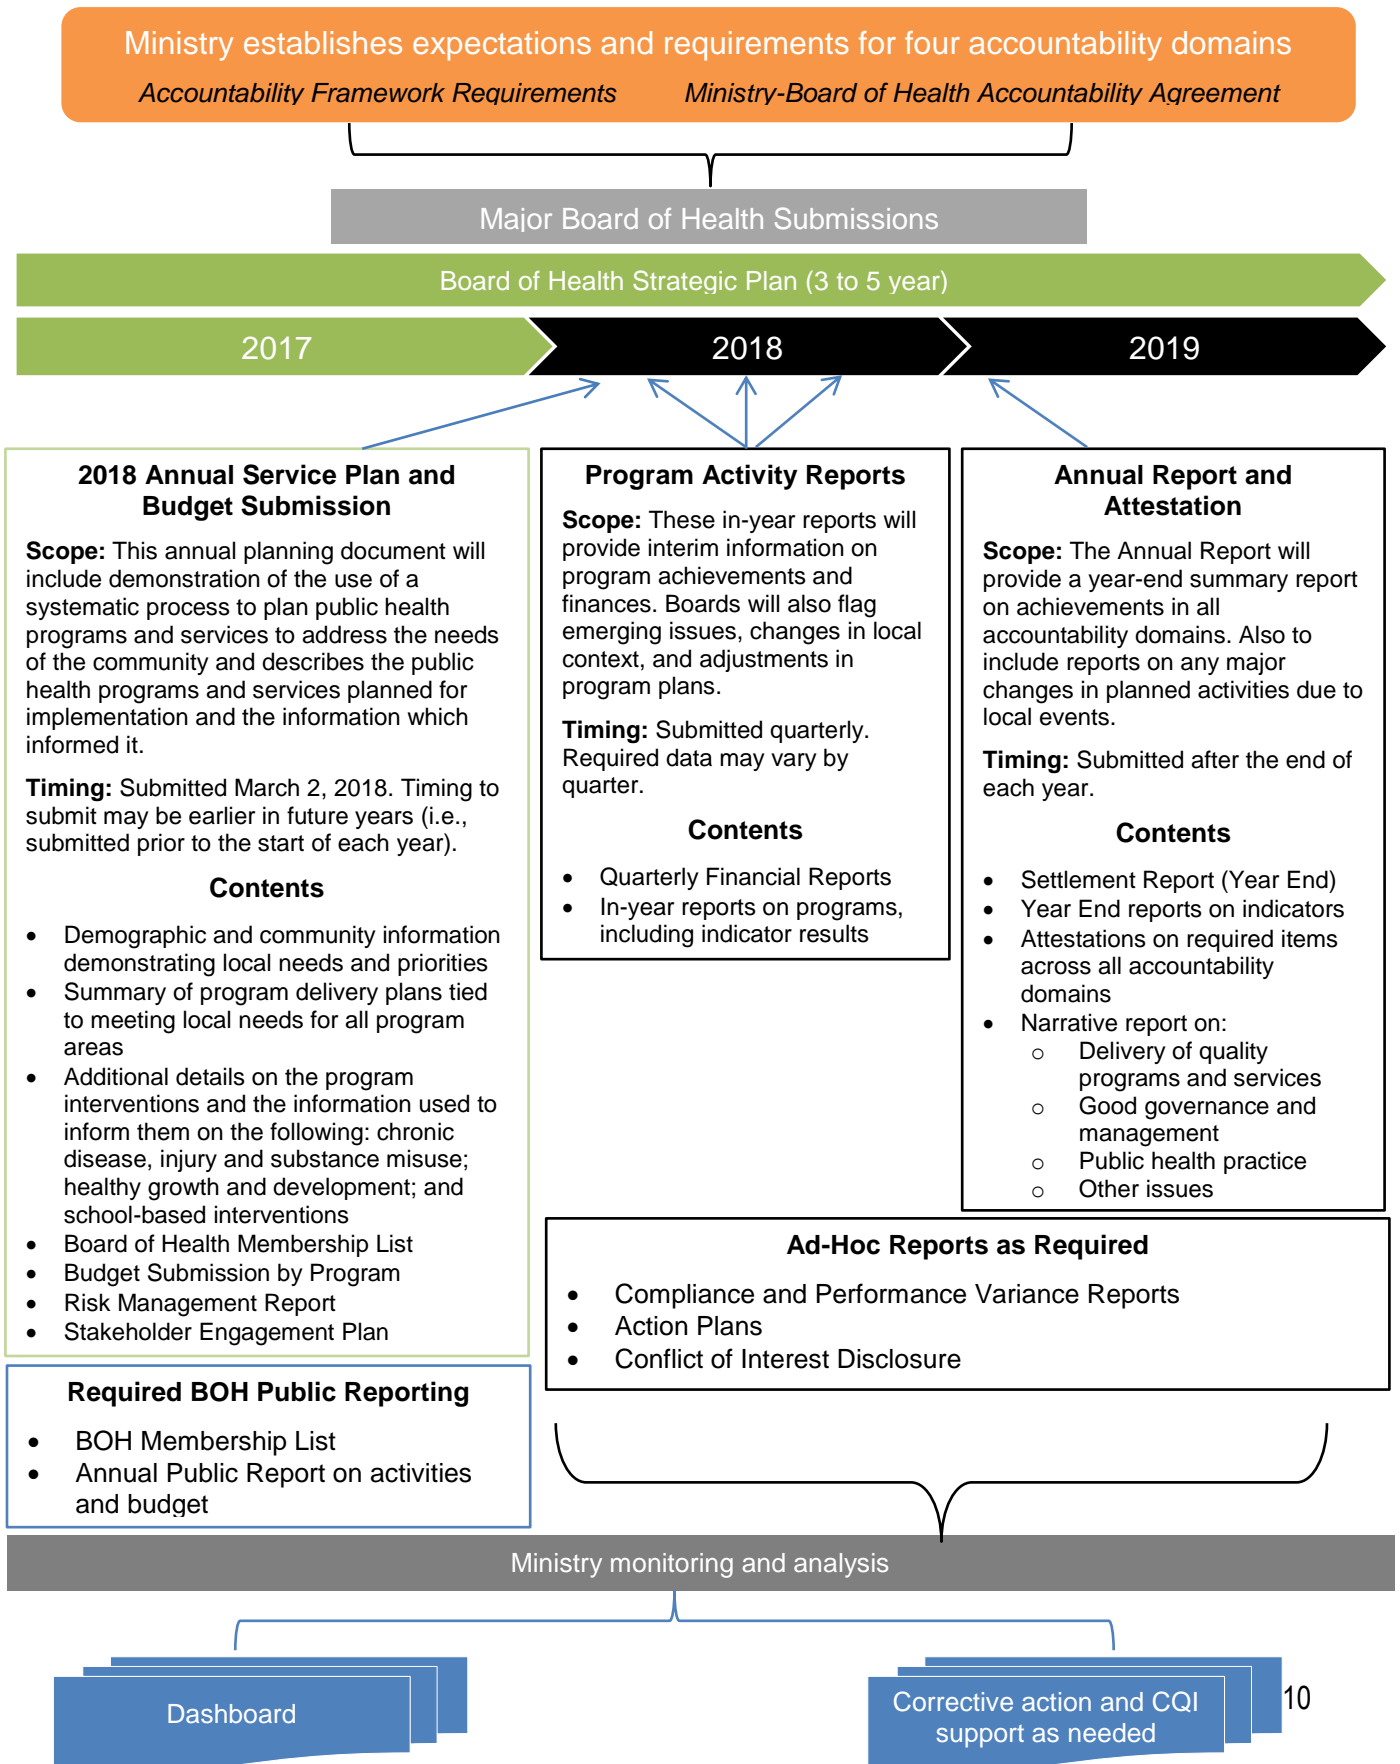 Ministry establishes expectations and requirements for four accountability domains
Accountability Framework Requirements Ministry-Board of Health Accountability Agreement
Major Board of Health Submissions
Board of Health Strategic Plan (3 to 5 year)
2017 2018 2019
2018 Annual Service Plan and
Budget Submission
Scope: This annual planning document will
include demonstration of the use of a
systematic process to plan public health
programs and services to address the needs
of the community and describes the public
health programs and services planned for
implementation and the information which
informed it.
Timing: Submitted March 2, 2018. Timing to
submit may be earlier in future years (i.e.,
submitted prior to the start of each year).
Contents
• Demographic and community information
demonstrating local needs and priorities
• Summary of program delivery plans tied
to meeting local needs for all program
areas
• Additional details on the program
interventions and the information used to
inform them on the following: chronic
disease, injury and substance misuse;
healthy growth and development; and
school-based interventions
• Board of Health Membership List
• Budget Submission by Program
• Risk Management Report
• Stakeholder Engagement Plan
Program Activity Reports
Scope: These in-year reports will
provide interim information on
program achievements and
finances. Boards will also flag
emerging issues, changes in local
context, and adjustments in
program plans.
Timing: Submitted quarterly.
Required data may vary by
quarter.
Contents
• Quarterly Financial Reports
• In-year reports on programs,
including indicator results
Annual Report and
Attestation
Scope: The Annual Report will
provide a year-end summary report
on achievements in all
accountability domains. Also to
include reports on any major
changes in planned activities due to
local events.
Timing: Submitted after the end of
each year.
Contents
• Settlement Report (Year End)
• Year End reports on indicators
• Attestations on required items
across all accountability
domains
• Narrative report on:
o Delivery of quality
programs and services
o Good governance and
management
o Public health practice
o Other issues
Ad-Hoc Reports as Required
• Compliance and Performance Variance Reports
• Action Plans
• Conflict of Interest Disclosure
Required BOH Public Reporting
• BOH Membership List
• Annual Public Report on activities
and budget
Ministry monitoring and analysis
Dashboard
Corrective action and CQI
support as needed
10